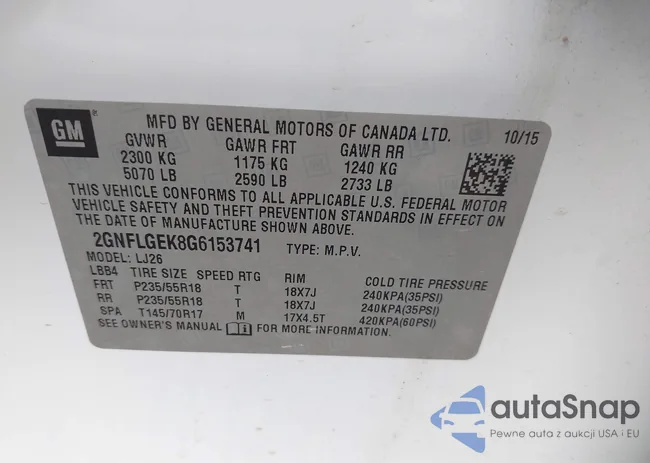 GM
MFD BY GENERAL MOTORS OF CANADA LTD. 10/15
GVWR GAWR FRT GAWR RR
2300 KG 1175 KG 1240 KG
5070 LB 2590 LB 2733 LB
THIS VEHICLE CONFORMS TO ALL APPLICABLE U.S. FEDERAL MOTOR
VEHICLE SAFETY AND THEFT PREVENTION STANDARDS IN EFFECT ON
THE DATE OF MANUFACTURE SHOWN ABOVE.
2GNFLGEK8G6153741 TYPE: M.P.V.
MODEL: LJ26
LBB4 TIRE SIZE SPEED RTG RIM COLD TIRE PRESSURE
FRT P235/55R18 T 18X7J 240KPA(35PSI)
RR P235/55R18 T 18X7J 240KPA(35PSI)
SPA T145/70R17 M 17X4.5T 420KPA(60PSI)
SEE OWNER'S MANUAL FOR MORE INFORMATION.
autaSnap
Pewne auta z aukcji USA i EU